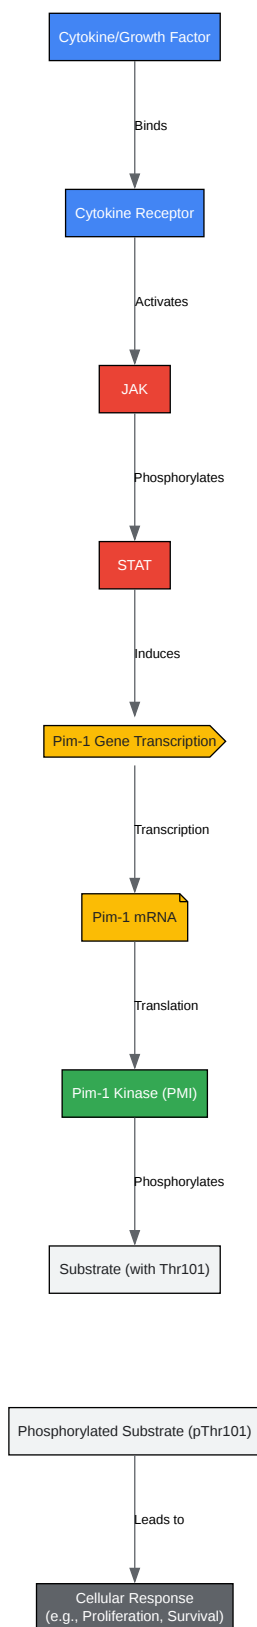 Cytokine/Growth Factor
Binds
Cytokine Receptor
Activates
JAK
Phosphorylates
STAT
Induces
Pim-1 Gene Transcription
Transcription
Pim-1 mRNA
Translation
Pim-1 Kinase (PMI)
Phosphorylates
Substrate (with Thr101)
Phosphorylated Substrate (pThr101)
Leads to
Cellular Response
(e.g., Proliferation, Survival)